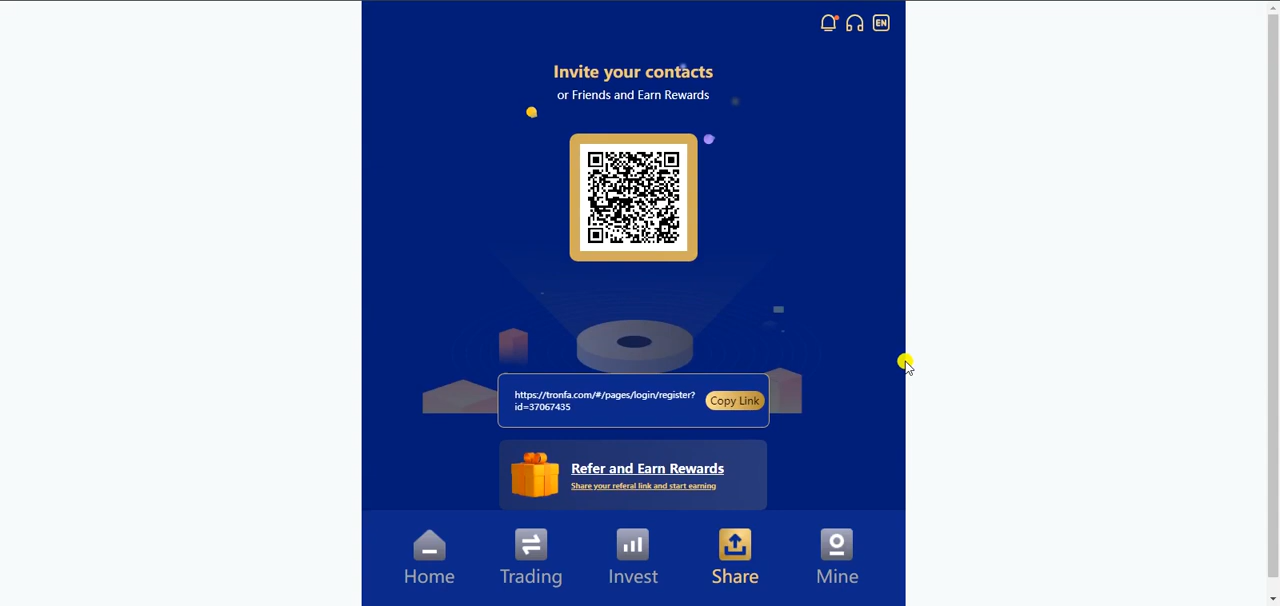 EN
Invite your contacts
or Friends and Earn Rewards
https://tronfa.com/#/pages/login/register?
id=37067435
Copy Link
Refer and Earn Rewards
Share your referal link and start earning
Home
Trading
Invest
Share
Mine